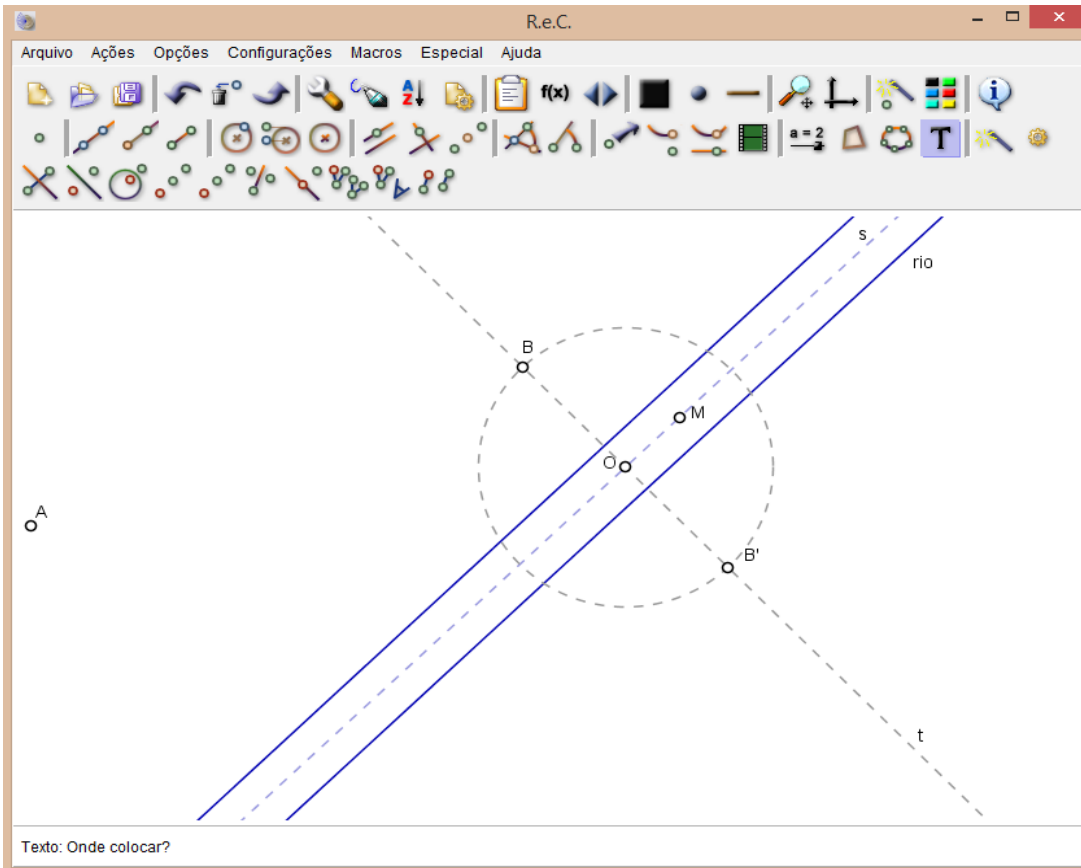 R.e.C.
Arquivo Ações Opções Configurações Macros Especial Ajuda
A Z f(x) i
a = 2 T
s
rio
B
M
O
A
B'
t
Texto: Onde colocar?